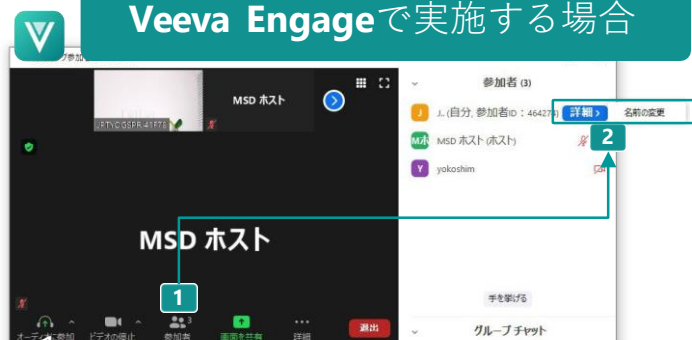 Veeva Engageで実施する場合
参加者 (3)
MSD ホスト
J.. (自分, 参加者ID : 464274)
詳細 >
名前の変更
M木 MSD ホスト (ホスト)
2
Y yokoshim
MSD ホスト
1
手を挙げる
3
オーディオに参加
ビデオの停止
参加者
画面を共有
詳細
退出
グループ チャット